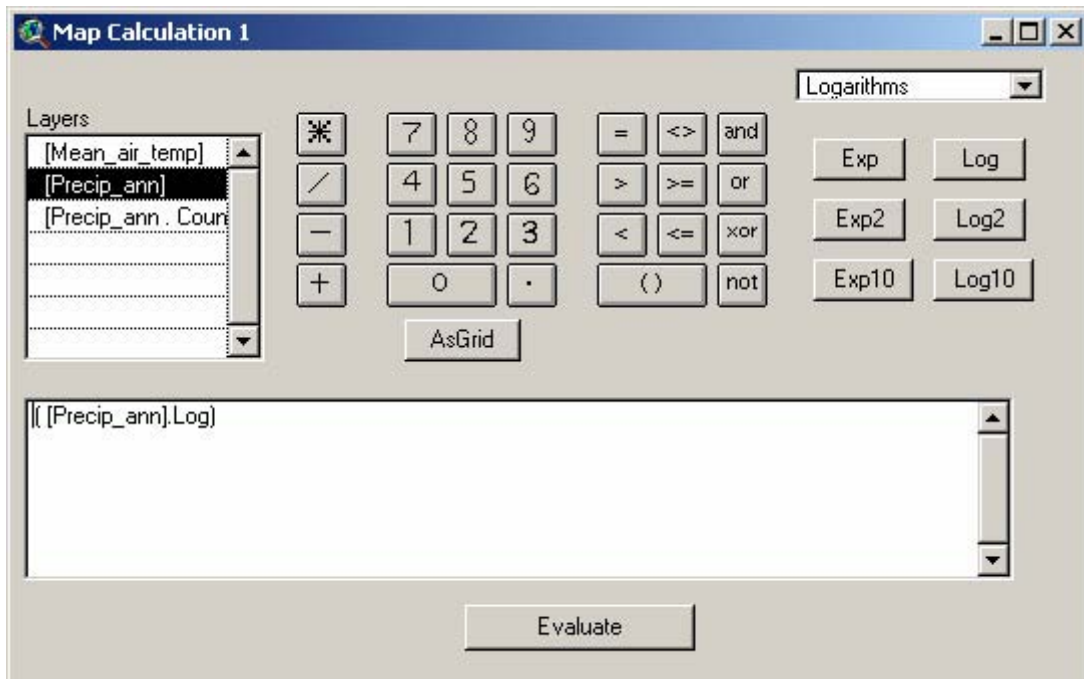 Map Calculation 1
Logarithms
Layers
[Mean_air_temp]
[Precip_ann]
[Precip_ann . Coun
* 7 8 9 = <> and
/ 4 5 6 > >= or
- 1 2 3 < <= xor
+ 0 . ( ) not
AsGrid
Exp Log
Exp2 Log2
Exp10 Log10
( [Precip_ann].Log)
Evaluate